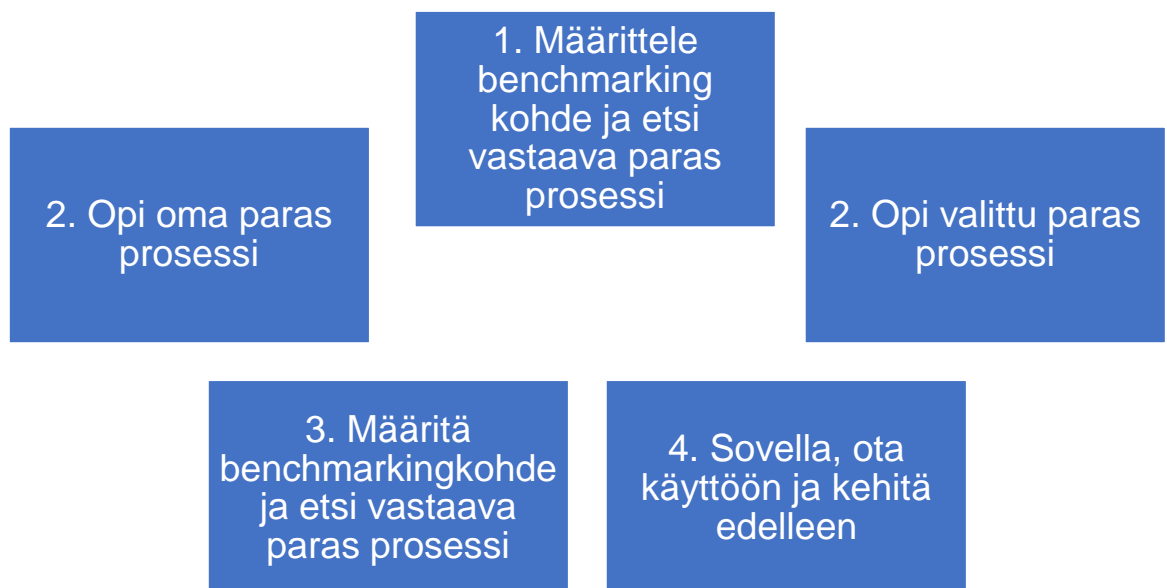 1. Määrittele
benchmarking
kohde ja etsi
vastaava paras
prosessi
2. Opi oma paras
prosessi
2. Opi valittu paras
prosessi
3. Määritä
benchmarkingkohde
ja etsi vastaava
paras prosessi
4. Sovella, ota
käyttöön ja kehitä
edelleen